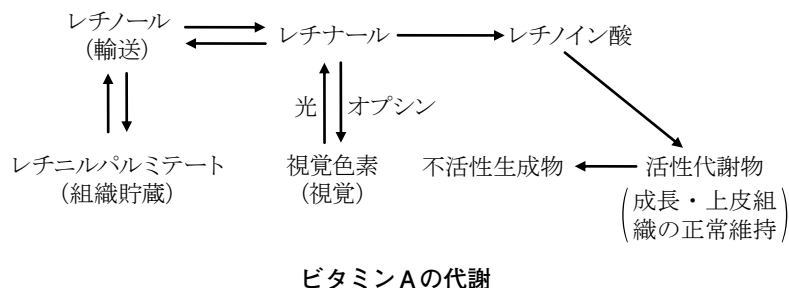 レチノール
(輸送)
レチナール
レチノイン酸
光
オプシン
レチニルパルミテート
(組織貯蔵)
視覚色素
(視覚)
不活性生成物
活性代謝物
(成長・上皮組
織の正常維持)
ビタミンAの代謝